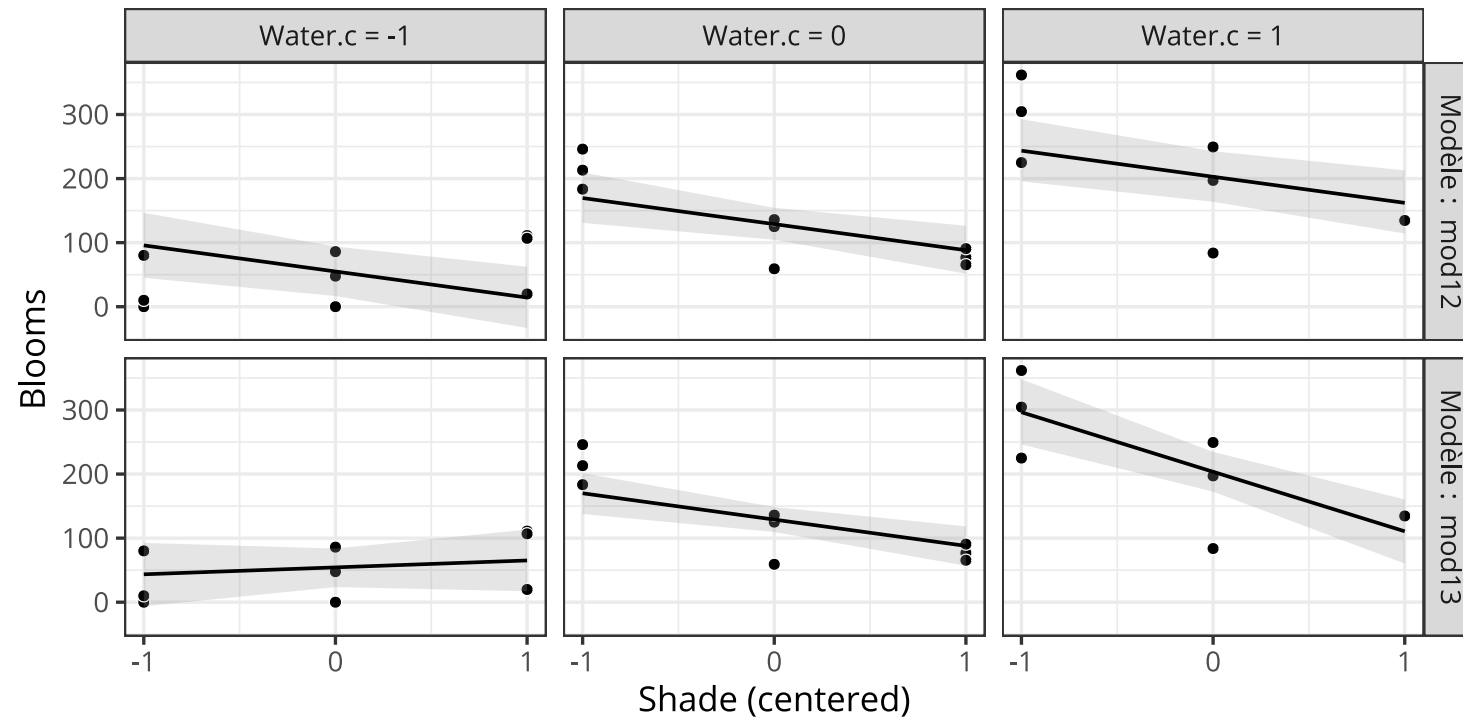 Water.c = -1
Water.c = 0
Water.c = 1
300
200
100
0
Modèle : mod12
Blooms
300
200
100
0
Modèle : mod13
-1
0
1
-1
0
1
-1
0
1
Shade (centered)